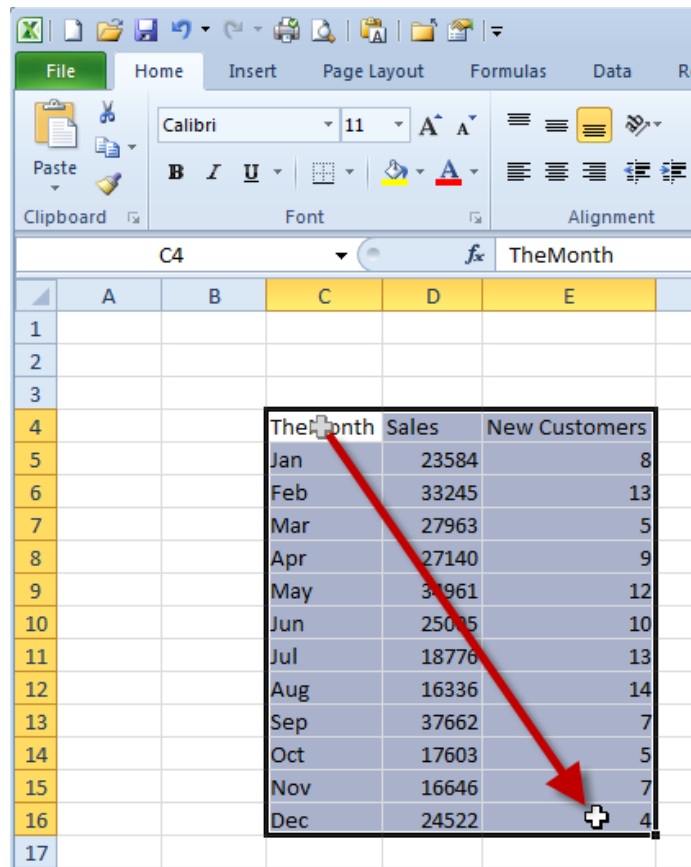 File Home Insert Page Layout Formulas Data R
Calibri 11 A A
Paste B I U A
Clipboard Font Alignment
C4 fx TheMonth
A B C D E
1
2
3
4 TheMonth Sales New Customers
5 Jan 23584 8
6 Feb 33245 13
7 Mar 27963 5
8 Apr 27140 9
9 May 34961 12
10 Jun 10
11 Jul 18776 13
12 Aug 16336 14
13 Sep 37662 7
14 Oct 17603 5
15 Nov 16646 7
16 Dec 24522 4
17